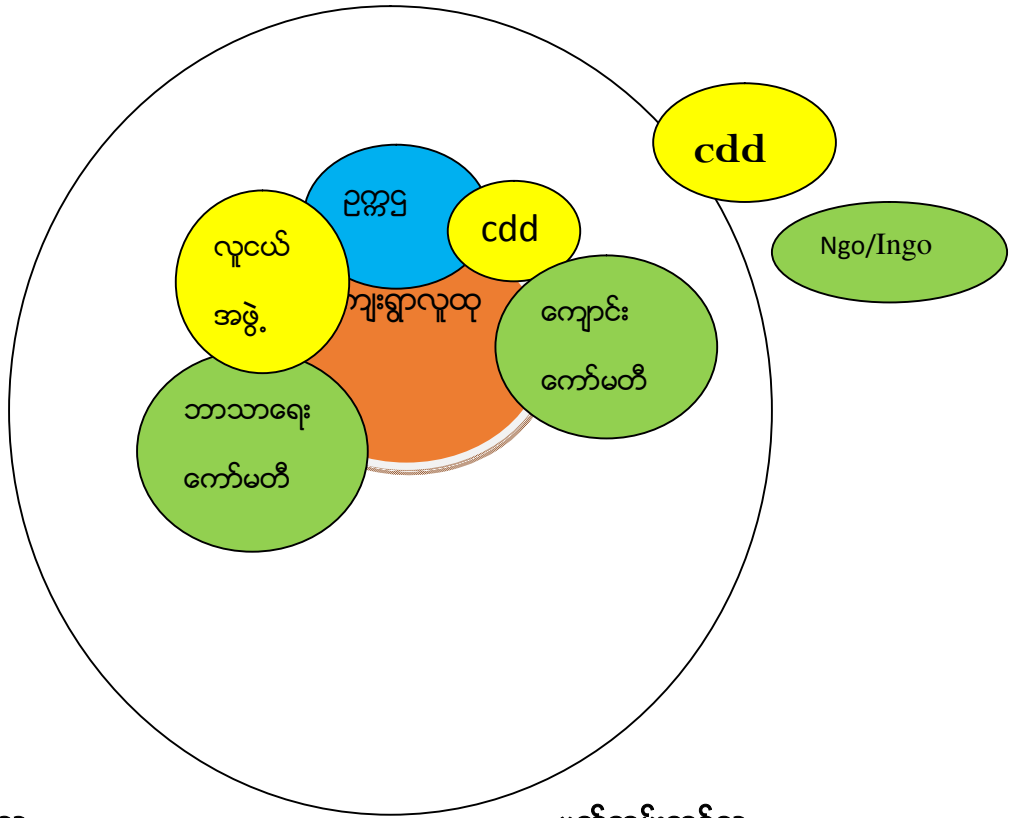 cdd
Ngo/Ingo
ဥက္ကဌ
cdd
လူငယ်
အဖွဲ့
ကျေးရွာလူထု
ကျောင်း
ကော်မတီ
ဘာသာရေး
ကော်မတီ